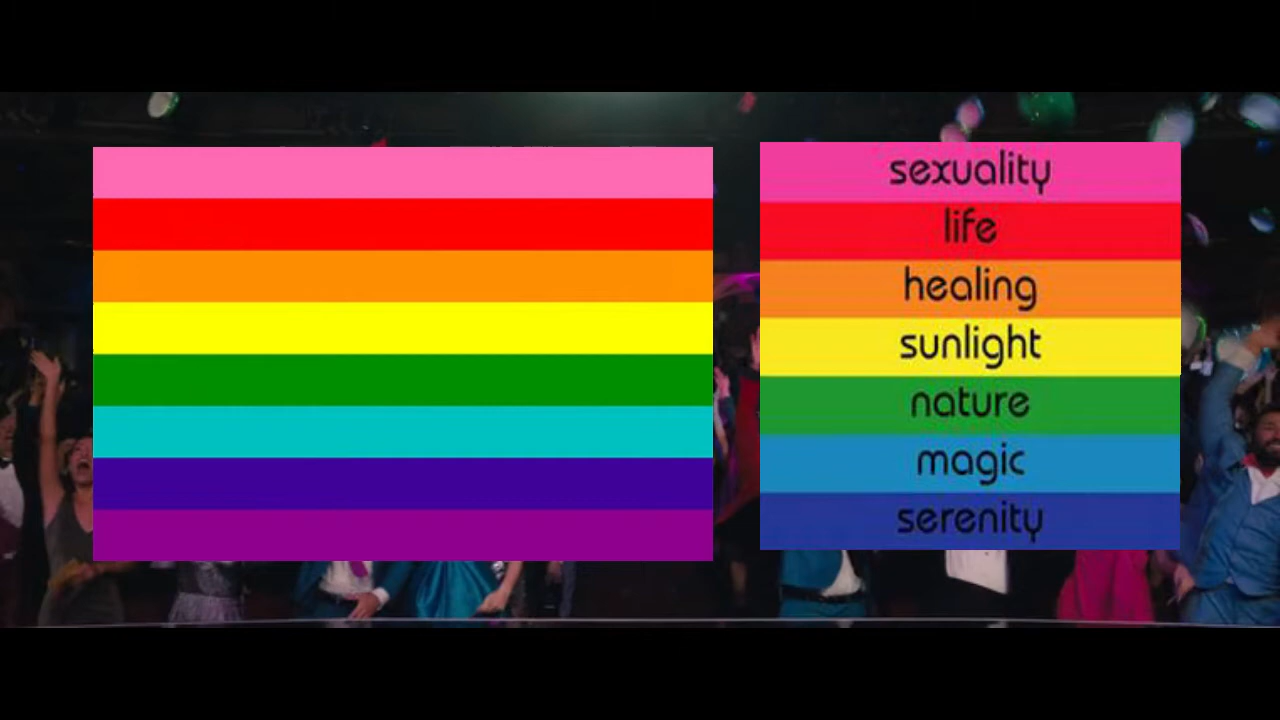 sexuality
life
healing
sunlight
nature
magic
serenity